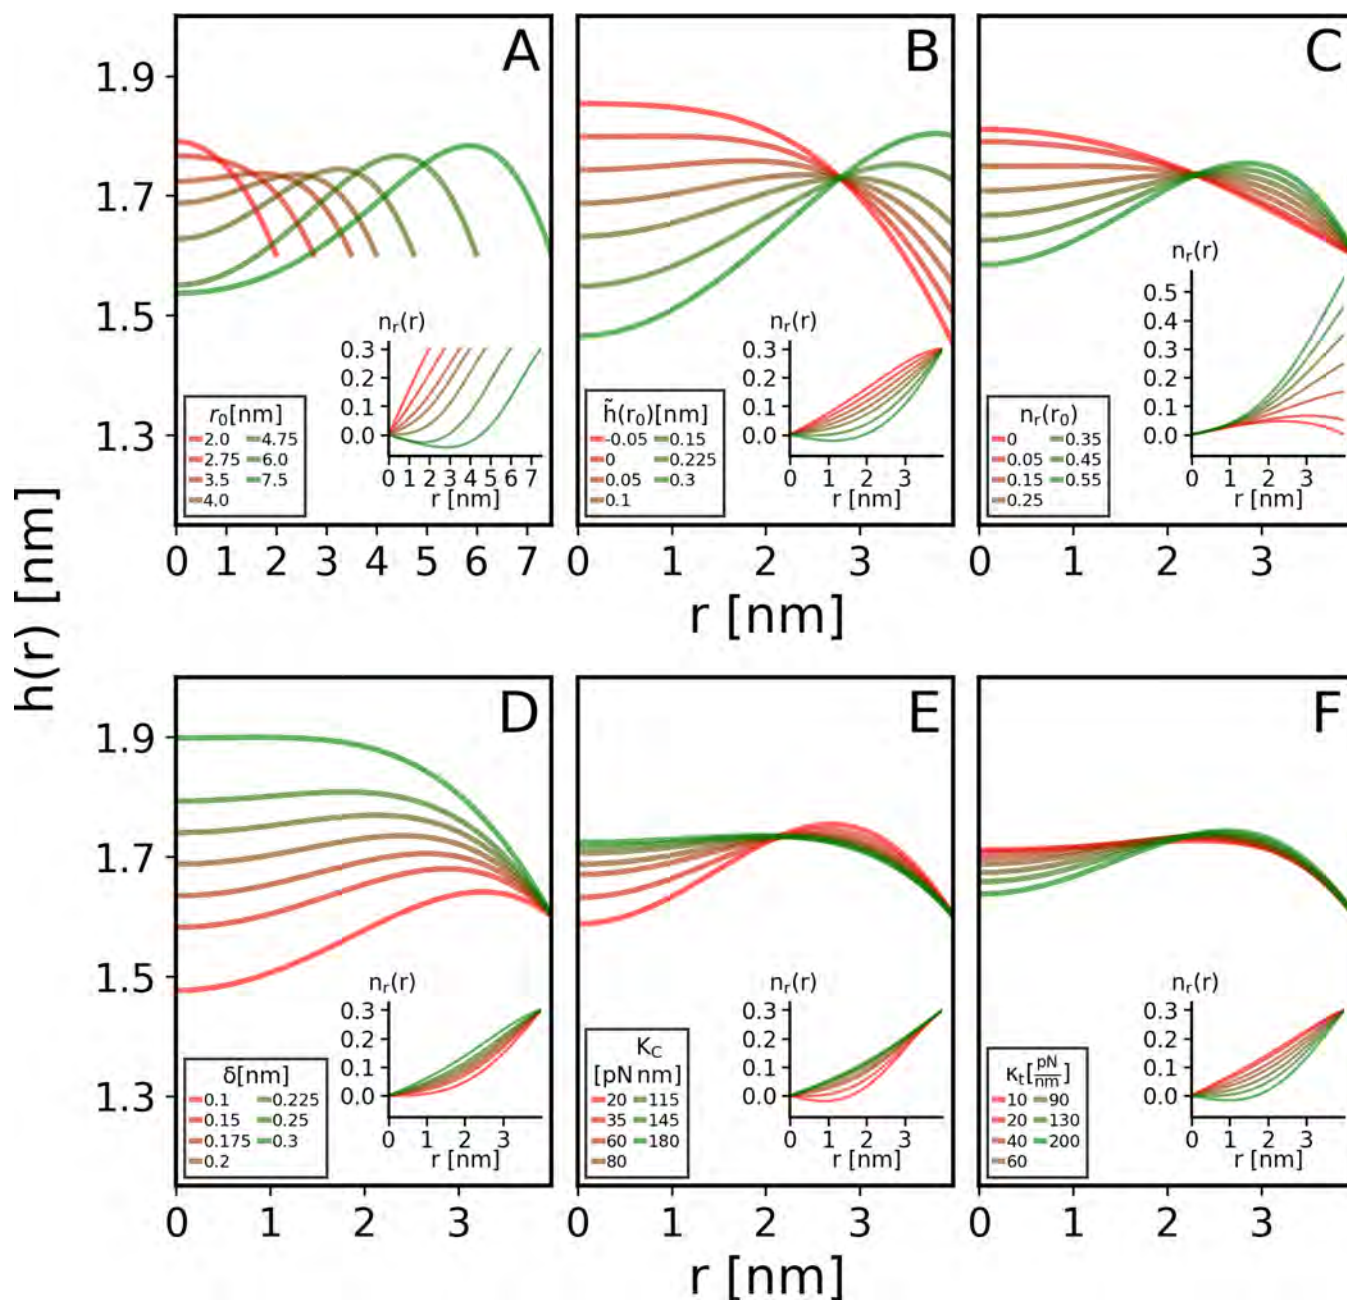 h(r) [nm]
A
1.9
1.7
1.5
1.3
n_r(r)
0.3
0.2
0.1
0.0
0 1 2 3 4 5 6 7
r [nm]
r_0[nm]
2.0 4.75
2.75 6.0
3.5 7.5
4.0
0 1 2 3 4 5 6 7
B
n_r(r)
0.3
0.2
0.1
0.0
0 1 2 3
r [nm]
h̃(r_0)[nm]
-0.05 0.15
0 0.225
0.05 0.3
0.1
0 1 2 3
C
n_r(r)
0.5
0.4
0.3
0.2
0.1
0.0
0 1 2 3
r [nm]
n_r(r_0)
0 0.35
0.05 0.45
0.15 0.55
0.25
0 1 2 3
r [nm]
D
1.9
1.7
1.5
1.3
n_r(r)
0.3
0.2
0.1
0.0
0 1 2 3
r [nm]
δ[nm]
0.1 0.225
0.15 0.25
0.175 0.3
0.2
0 1 2 3
E
n_r(r)
0.3
0.2
0.1
0.0
0 1 2 3
r [nm]
K_C
[pN nm]
20 115
35 145
60 180
80
0 1 2 3
F
n_r(r)
0.3
0.2
0.1
0.0
0 1 2 3
r [nm]
κ_t[pN/nm]
10 90
20 130
40 200
60
0 1 2 3
r [nm]